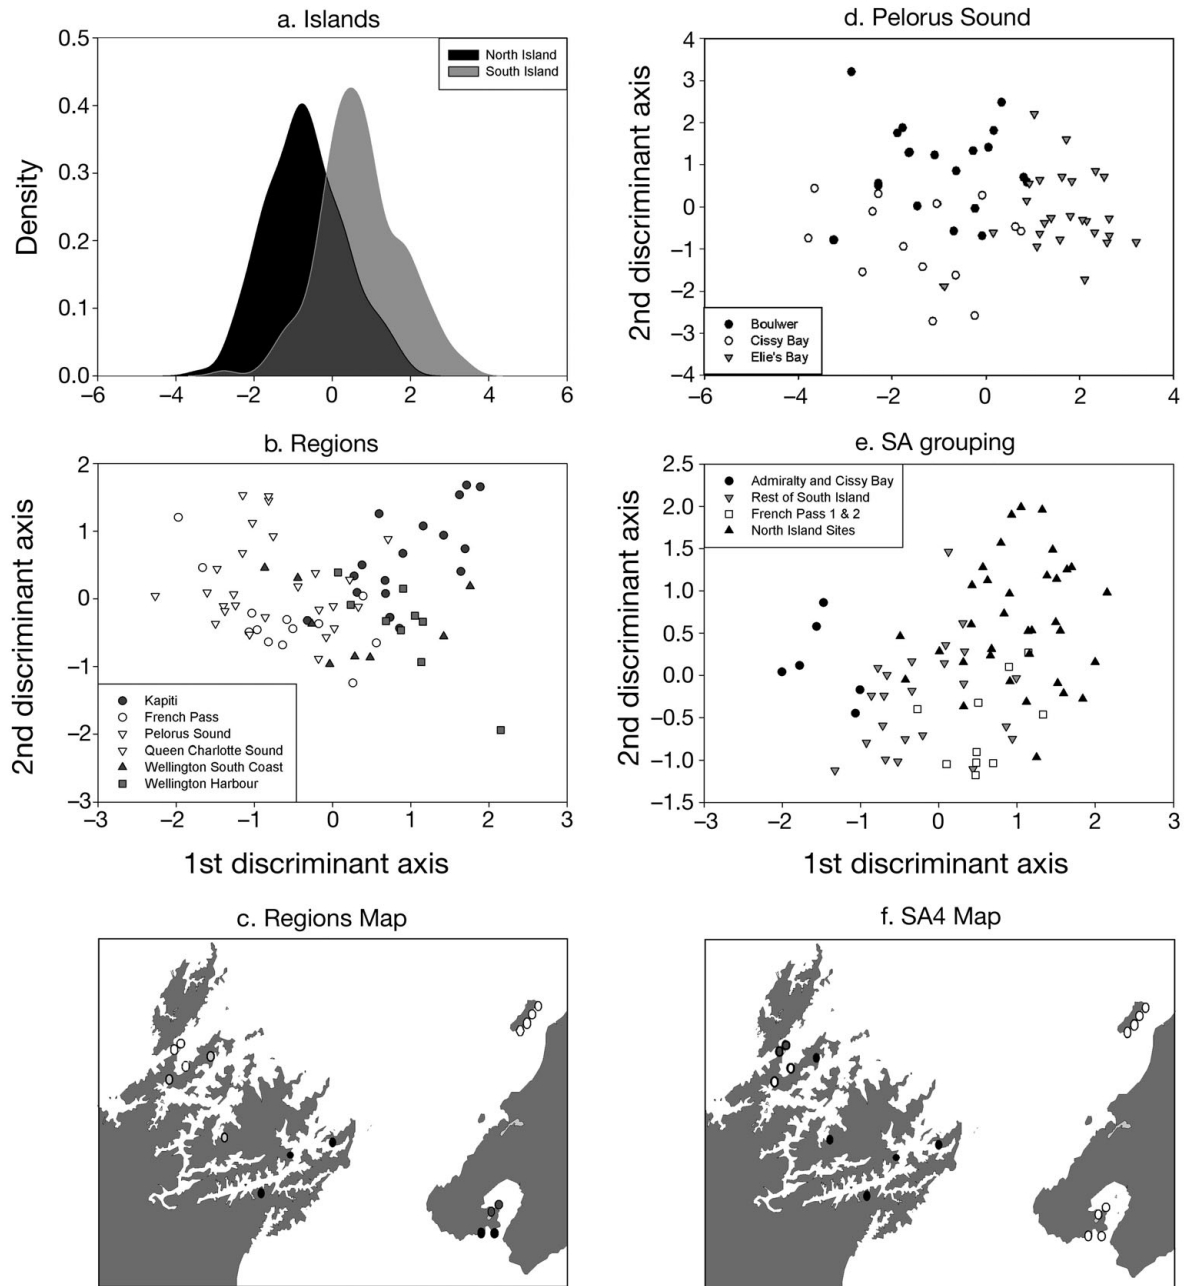 a. Islands
0.5
0.4
0.3
0.2
0.1
0.0
Density
North Island
South Island
−6
−4
−2
0
2
4
6
d. Pelorus Sound
4
3
2
1
0
−1
−2
−3
−4
2nd discriminant axis
Boulwer
Cissy Bay
Elie's Bay
−6
−4
−2
0
2
4
b. Regions
2
1
0
−1
−2
−3
2nd discriminant axis
Kapiti
French Pass
Pelorus Sound
Queen Charlotte Sound
Wellington South Coast
Wellington Harbour
−3
−2
−1
0
1
2
3
1st discriminant axis
e. SA grouping
2.5
2.0
1.5
1.0
0.5
0.0
−0.5
−1.0
−1.5
2nd discriminant axis
Admiralty and Cissy Bay
Rest of South Island
French Pass 1 & 2
North Island Sites
−3
−2
−1
0
1
2
3
1st discriminant axis
c. Regions Map
f. SA4 Map